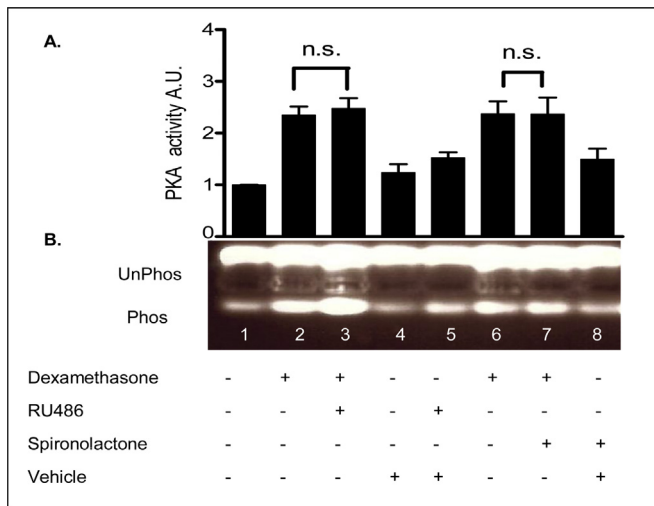 A.
PKA activity A.U.
4
3
2
1
0
n.s.
n.s.
B.
UnPhos
Phos
1 2 3 4 5 6 7 8
Dexamethasone - + + - - + + -
RU486 - - + - + - - -
Spironolactone - - - - - - + +
Vehicle - - - + + - - +